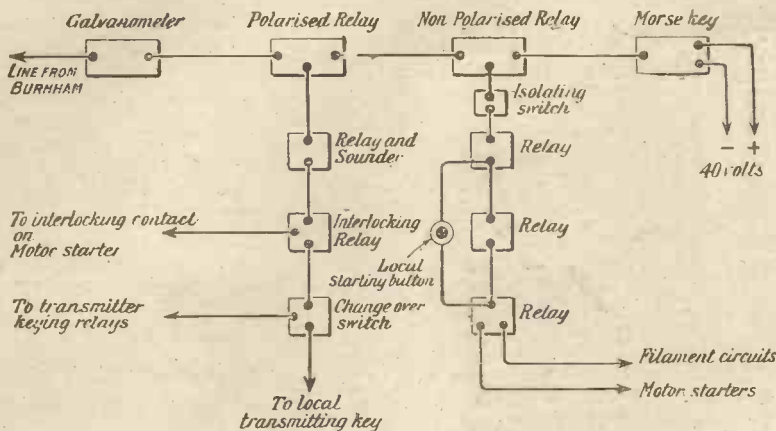 Galvanometer
Polarised Relay
Non Polarised Relay
Morse key
LINE FROM
BURNHAM
Isolating
switch
Relay and
Sounder
Relay
− +
40 volts
To interlocking contact
on
Motor starter
Interlocking
Relay
Local
starting button
Relay
To transmitter
keying relays
Change over
switch
Relay
Filament circuits
Motor starters
To local
transmitting key